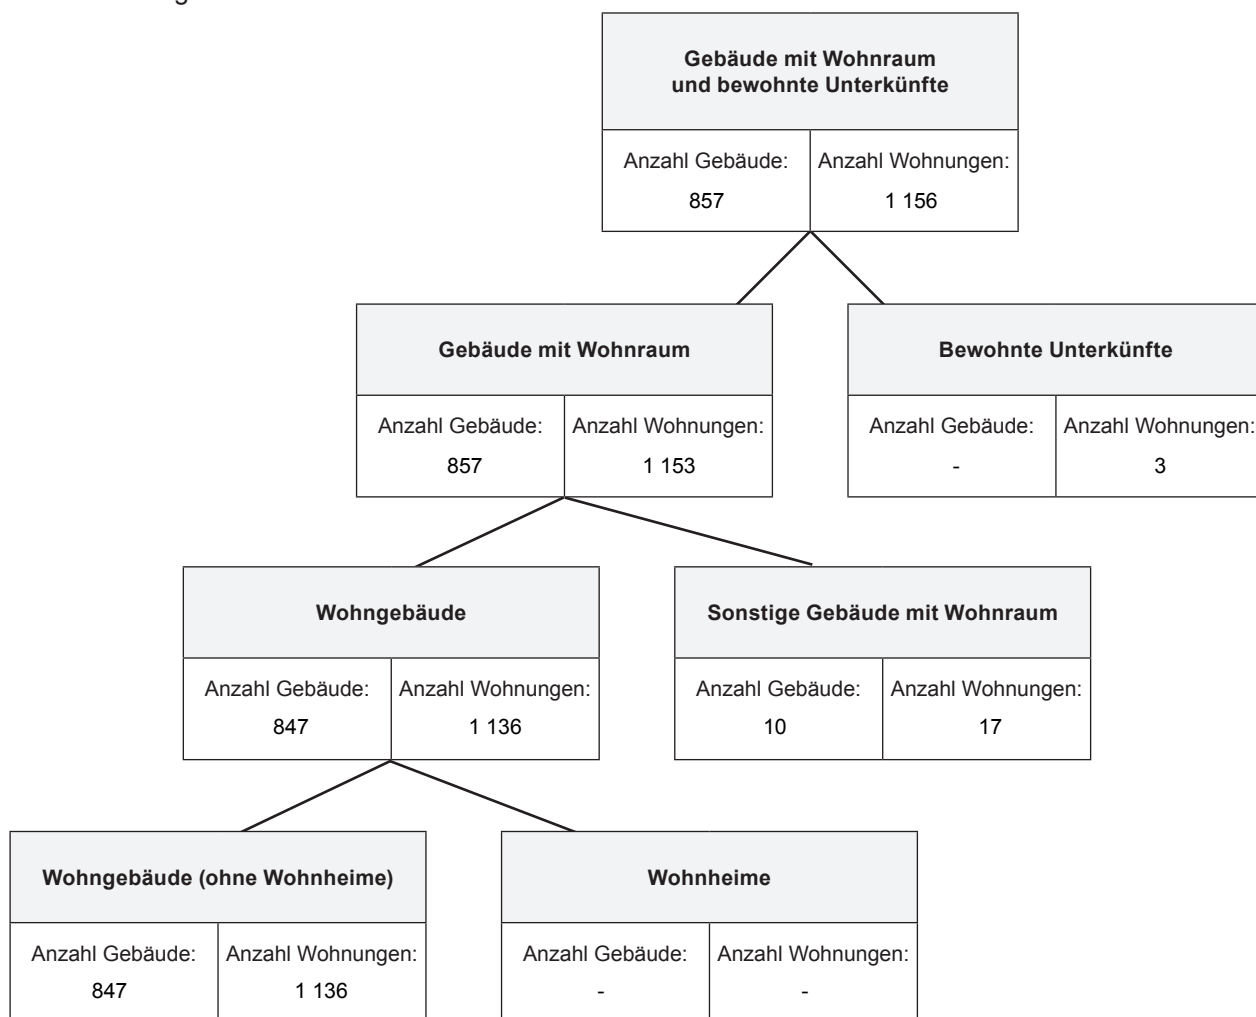 Gebäude mit Wohnraum
und bewohnte Unterkünfte
Anzahl Gebäude: Anzahl Wohnungen:
857 1 156
Gebäude mit Wohnraum
Anzahl Gebäude: Anzahl Wohnungen:
857 1 153
Bewohnte Unterkünfte
Anzahl Gebäude: Anzahl Wohnungen:
- 3
Wohngebäude
Anzahl Gebäude: Anzahl Wohnungen:
847 1 136
Sonstige Gebäude mit Wohnraum
Anzahl Gebäude: Anzahl Wohnungen:
10 17
Wohngebäude (ohne Wohnheime)
Anzahl Gebäude: Anzahl Wohnungen:
847 1 136
Wohnheime
Anzahl Gebäude: Anzahl Wohnungen:
- -